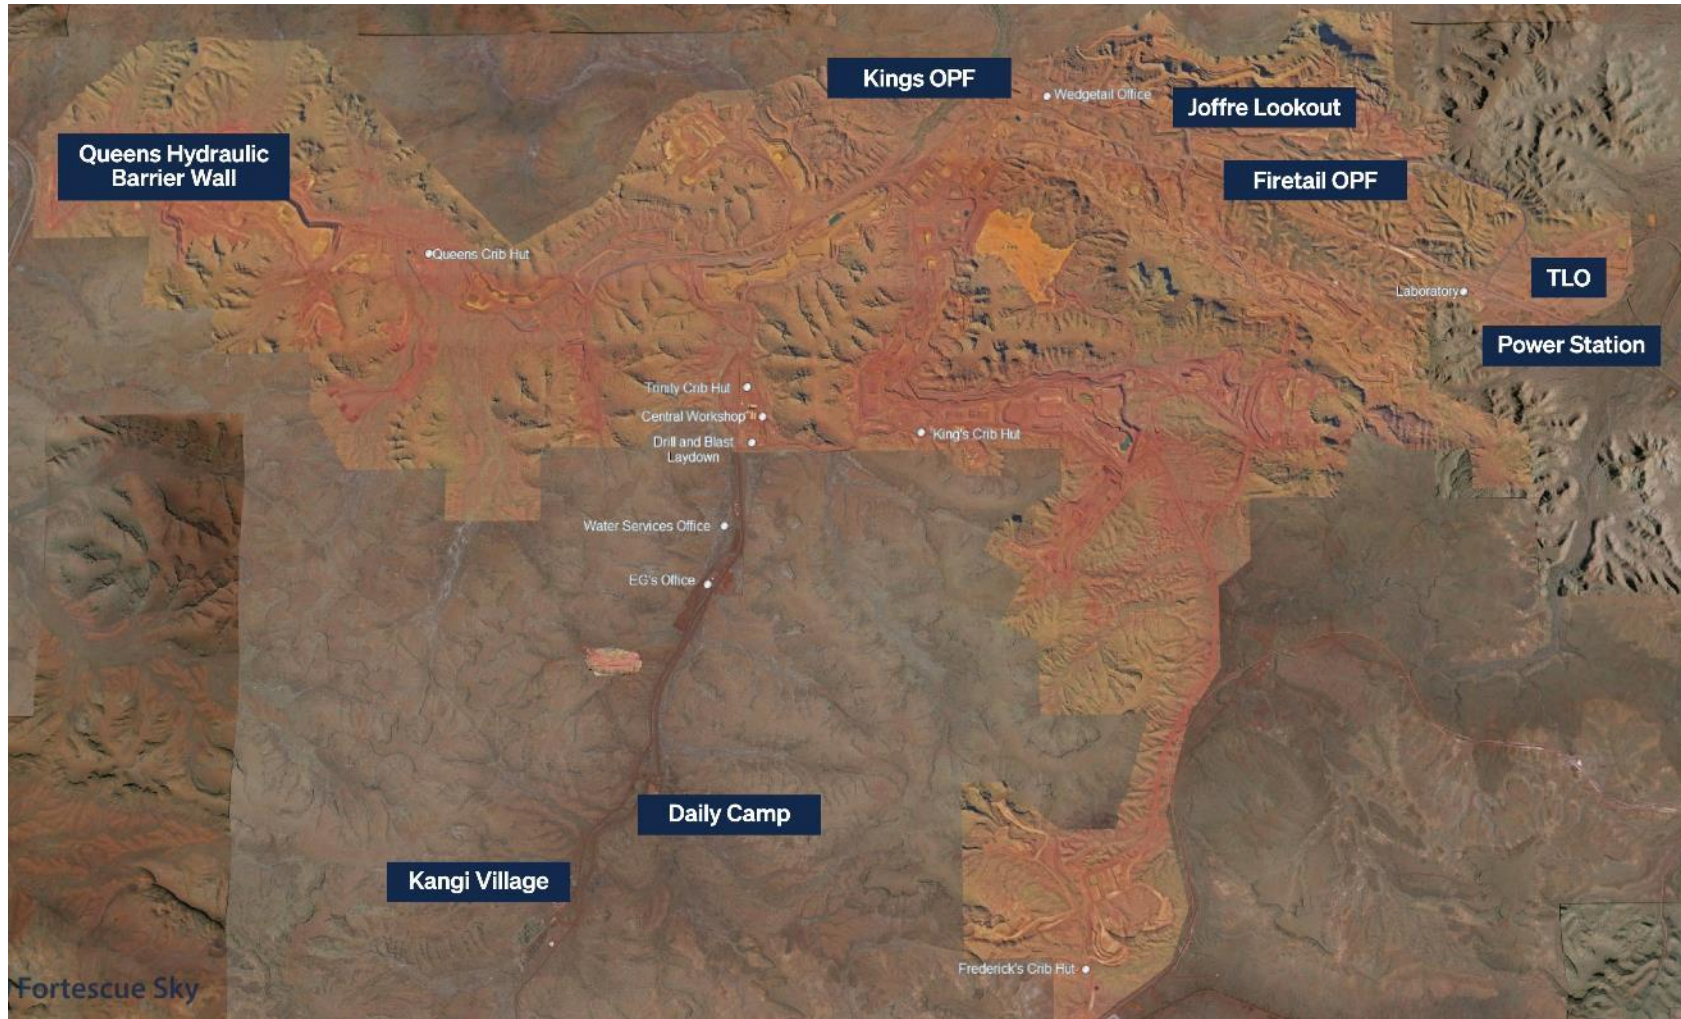 Kings OPF
Wedgetail Office
Joffre Lookout
Queens Hydraulic
Barrier Wall
Firetail OPF
Queens Crib Hut
TLO
Laboratory
Power Station
Trinity Crib Hut
Central Workshop
Drill and Blast
Laydown
King's Crib Hut
Water Services Office
EG's Office
Daily Camp
Kangi Village
Frederick's Crib Hut
Fortescue Sky